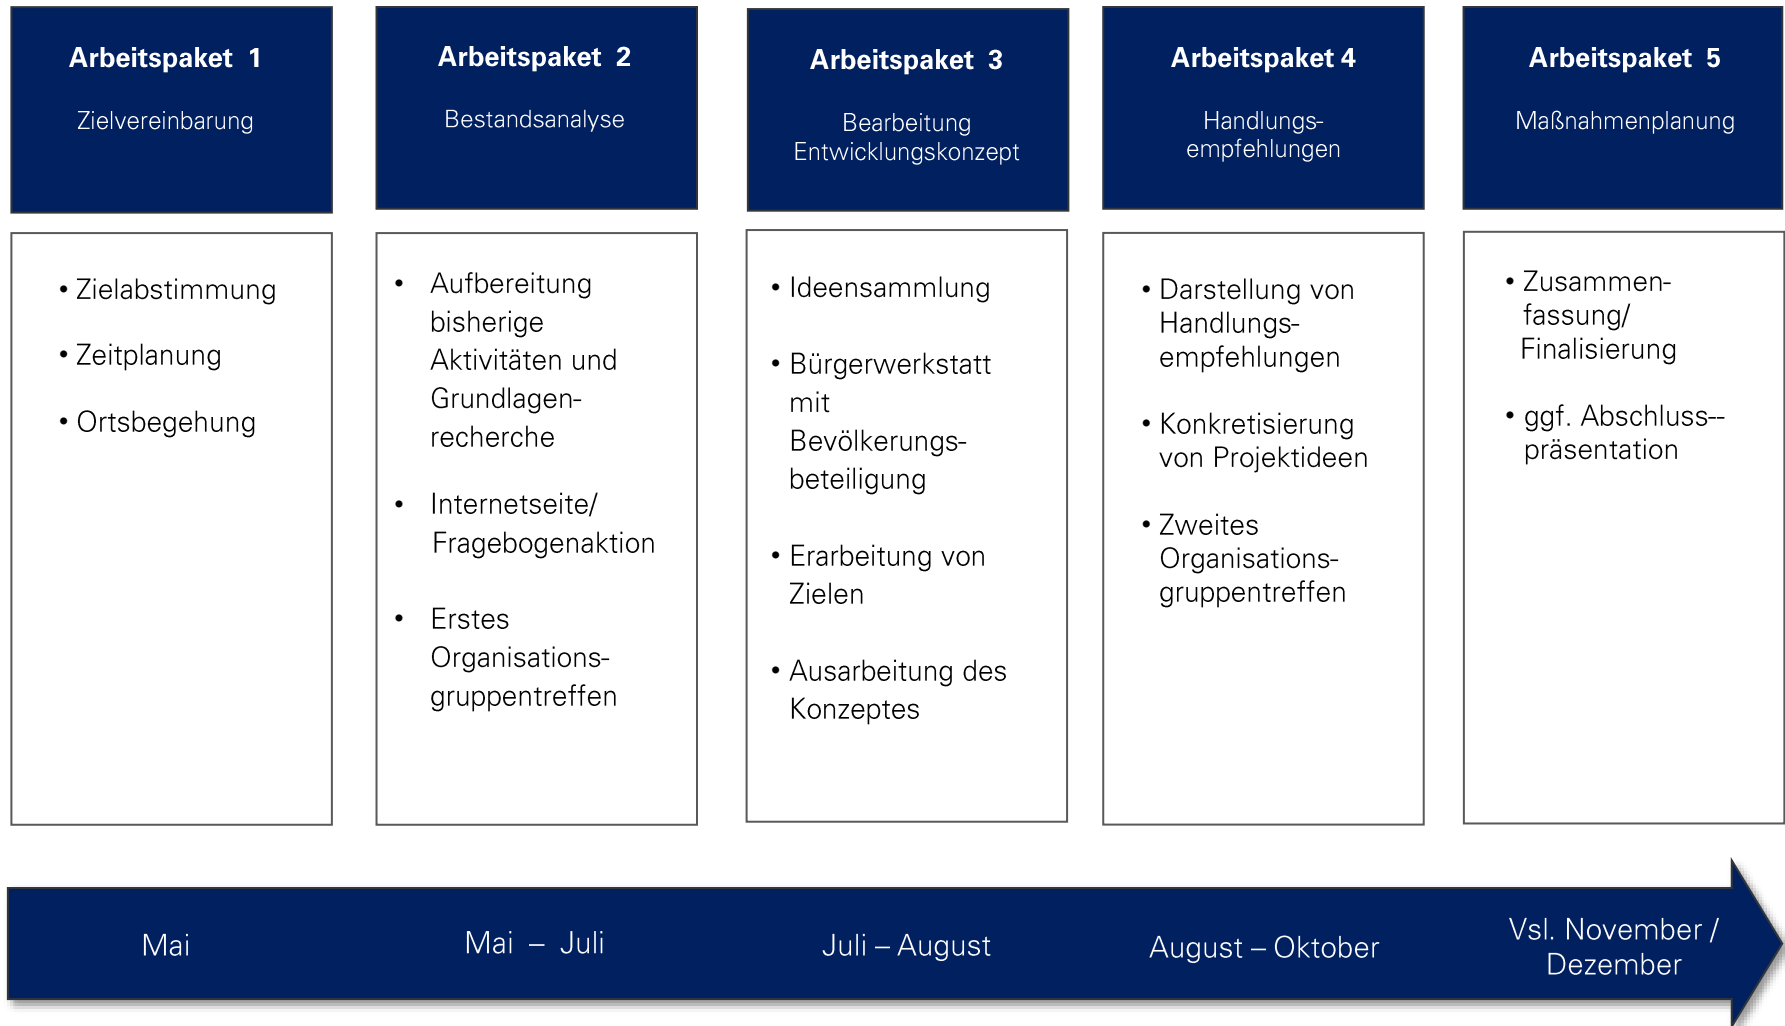 Arbeitspaket 1
Zielvereinbarung
Arbeitspaket 2
Bestandsanalyse
Arbeitspaket 3
Bearbeitung
Entwicklungskonzept
Arbeitspaket 4
Handlungs-
empfehlungen
Arbeitspaket 5
Maßnahmenplanung
• Zielabstimmung
• Zeitplanung
• Ortsbegehung
• Aufbereitung
bisherige
Aktivitäten und
Grundlagen-
recherche
• Internetseite/
Fragebogenaktion
• Erstes
Organisations-
gruppentreffen
• Ideensammlung
• Bürgerwerkstatt
mit
Bevölkerungs-
beteiligung
• Erarbeitung von
Zielen
• Ausarbeitung des
Konzeptes
• Darstellung von
Handlungs-
empfehlungen
• Konkretisierung
von Projektideen
• Zweites
Organisations-
gruppentreffen
• Zusammen-
fassung/
Finalisierung
• ggf. Abschluss--
präsentation
Mai
Mai – Juli
Juli – August
August – Oktober
Vsl. November /
Dezember